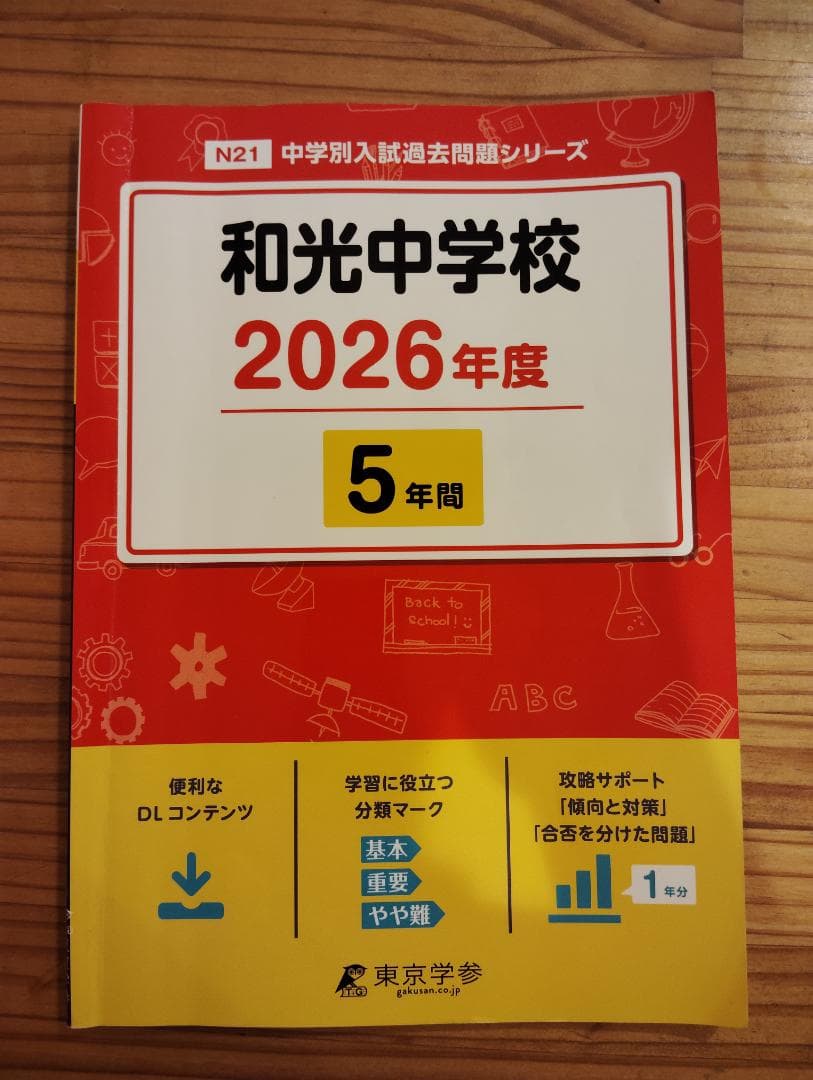 N21 中学別入試過去問題シリーズ
和光中学校
2026年度
5年間
Back to
school!
ABC
便利な
DLコンテンツ
学習に役立つ
分類マーク
基本
重要
やや難
攻略サポート
「傾向と対策」
「合否を分けた問題」
1年分
T.G
東京学参
gakusan.co.jp